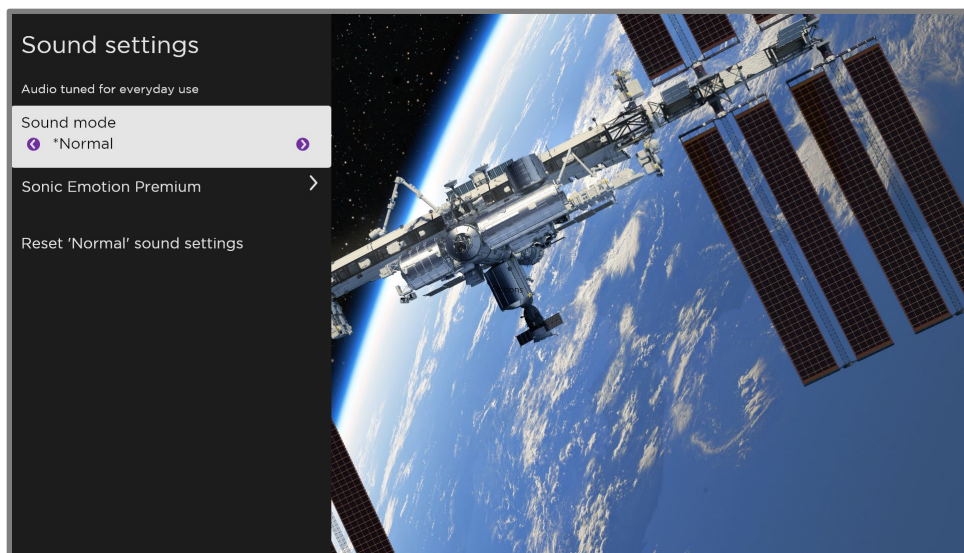 Sound settings
Audio tuned for everyday use
Sound mode
*Normal
Sonic Emotion Premium
Reset 'Normal' sound settings